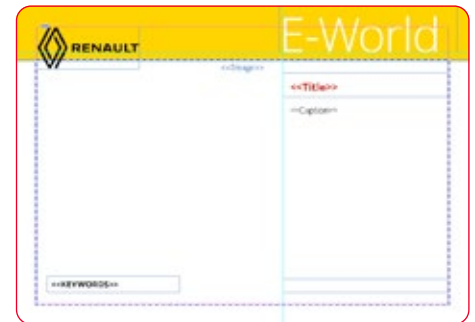 E-World
RENAULT
<<Image>>
<<Title>>
<<Caption>>
<<KEYWORDS>>